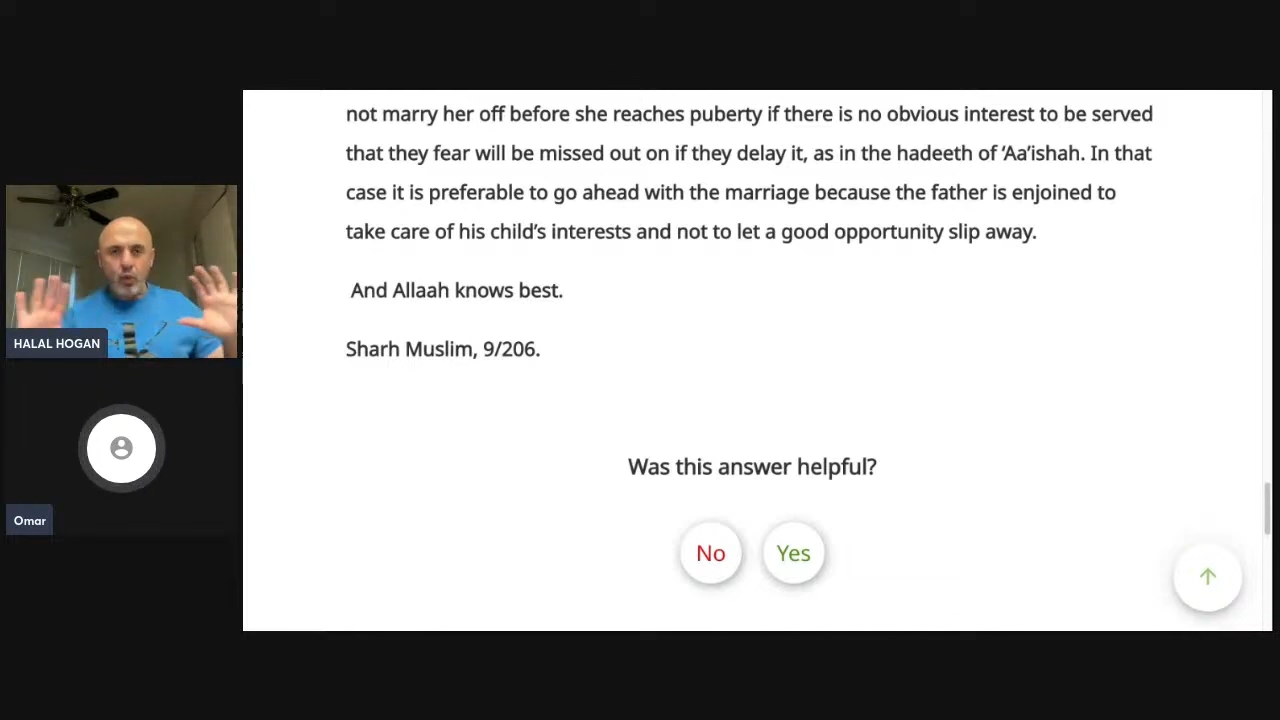 not marry her off before she reaches puberty if there is no obvious interest to be served
that they fear will be missed out on if they delay it, as in the hadeeth of ‘Aa’ishah. In that
case it is preferable to go ahead with the marriage because the father is enjoined to
take care of his child’s interests and not to let a good opportunity slip away.
And Allaah knows best.
Sharh Muslim, 9/206.
Was this answer helpful?
No Yes
HALAL HOGAN
Omar